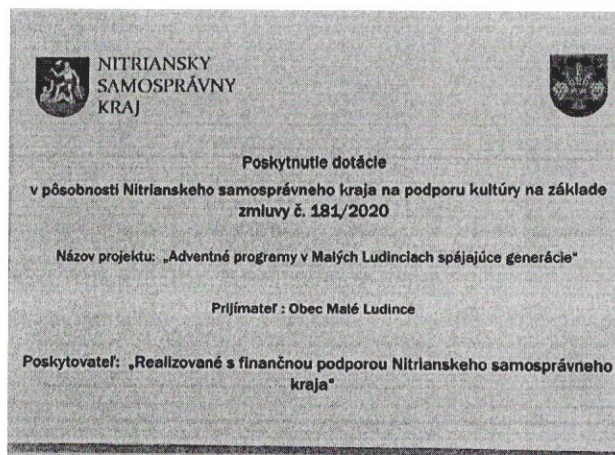 NITRIANSKY
SAMOSPRÁVNY
KRAJ
Poskytnutie dotácie
v pôsobnosti Nitrianskeho samosprávneho kraja na podporu kultúry na základe
zmluvy č. 181/2020
Názov projektu: „Adventné programy v Malých Ludinciach spájajúce generácie“
Prijímateľ : Obec Malé Ludince
Poskytovateľ: „Realizované s finančnou podporou Nitrianskeho samosprávneho
kraja“